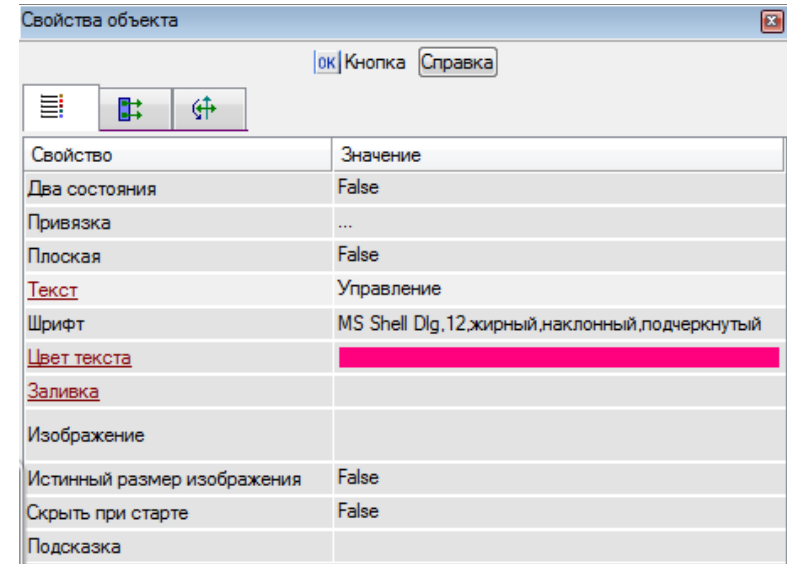 Свойства объекта
ок Кнопка Справка
Свойство Значение
Два состояния False
Привязка ...
Плоская False
Текст Управление
Шрифт MS Shell Dlg,12,жирный,наклонный,подчеркнутый
Цвет текста
Заливка
Изображение
Истинный размер изображения False
Скрыть при старте False
Подсказка